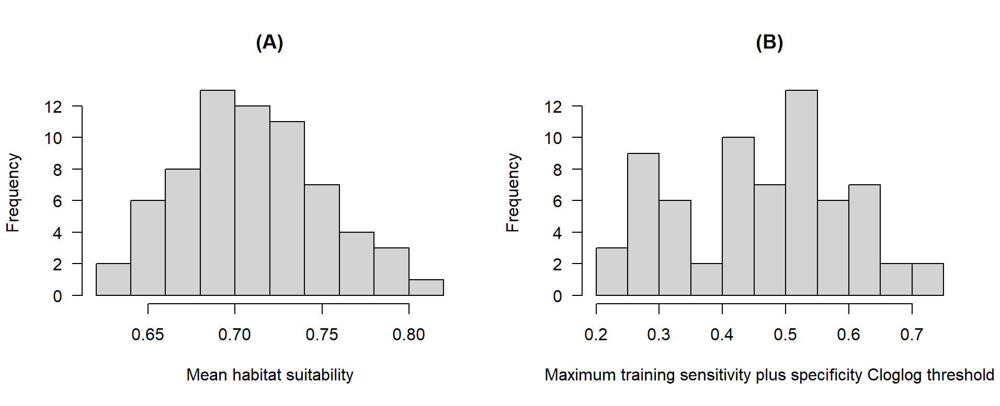 (A)
Frequency
12
10
8
6
4
2
0
0.65 0.70 0.75 0.80
Mean habitat suitability
(B)
Frequency
12
10
8
6
4
2
0
0.2 0.3 0.4 0.5 0.6 0.7
Maximum training sensitivity plus specificity Cloglog threshold